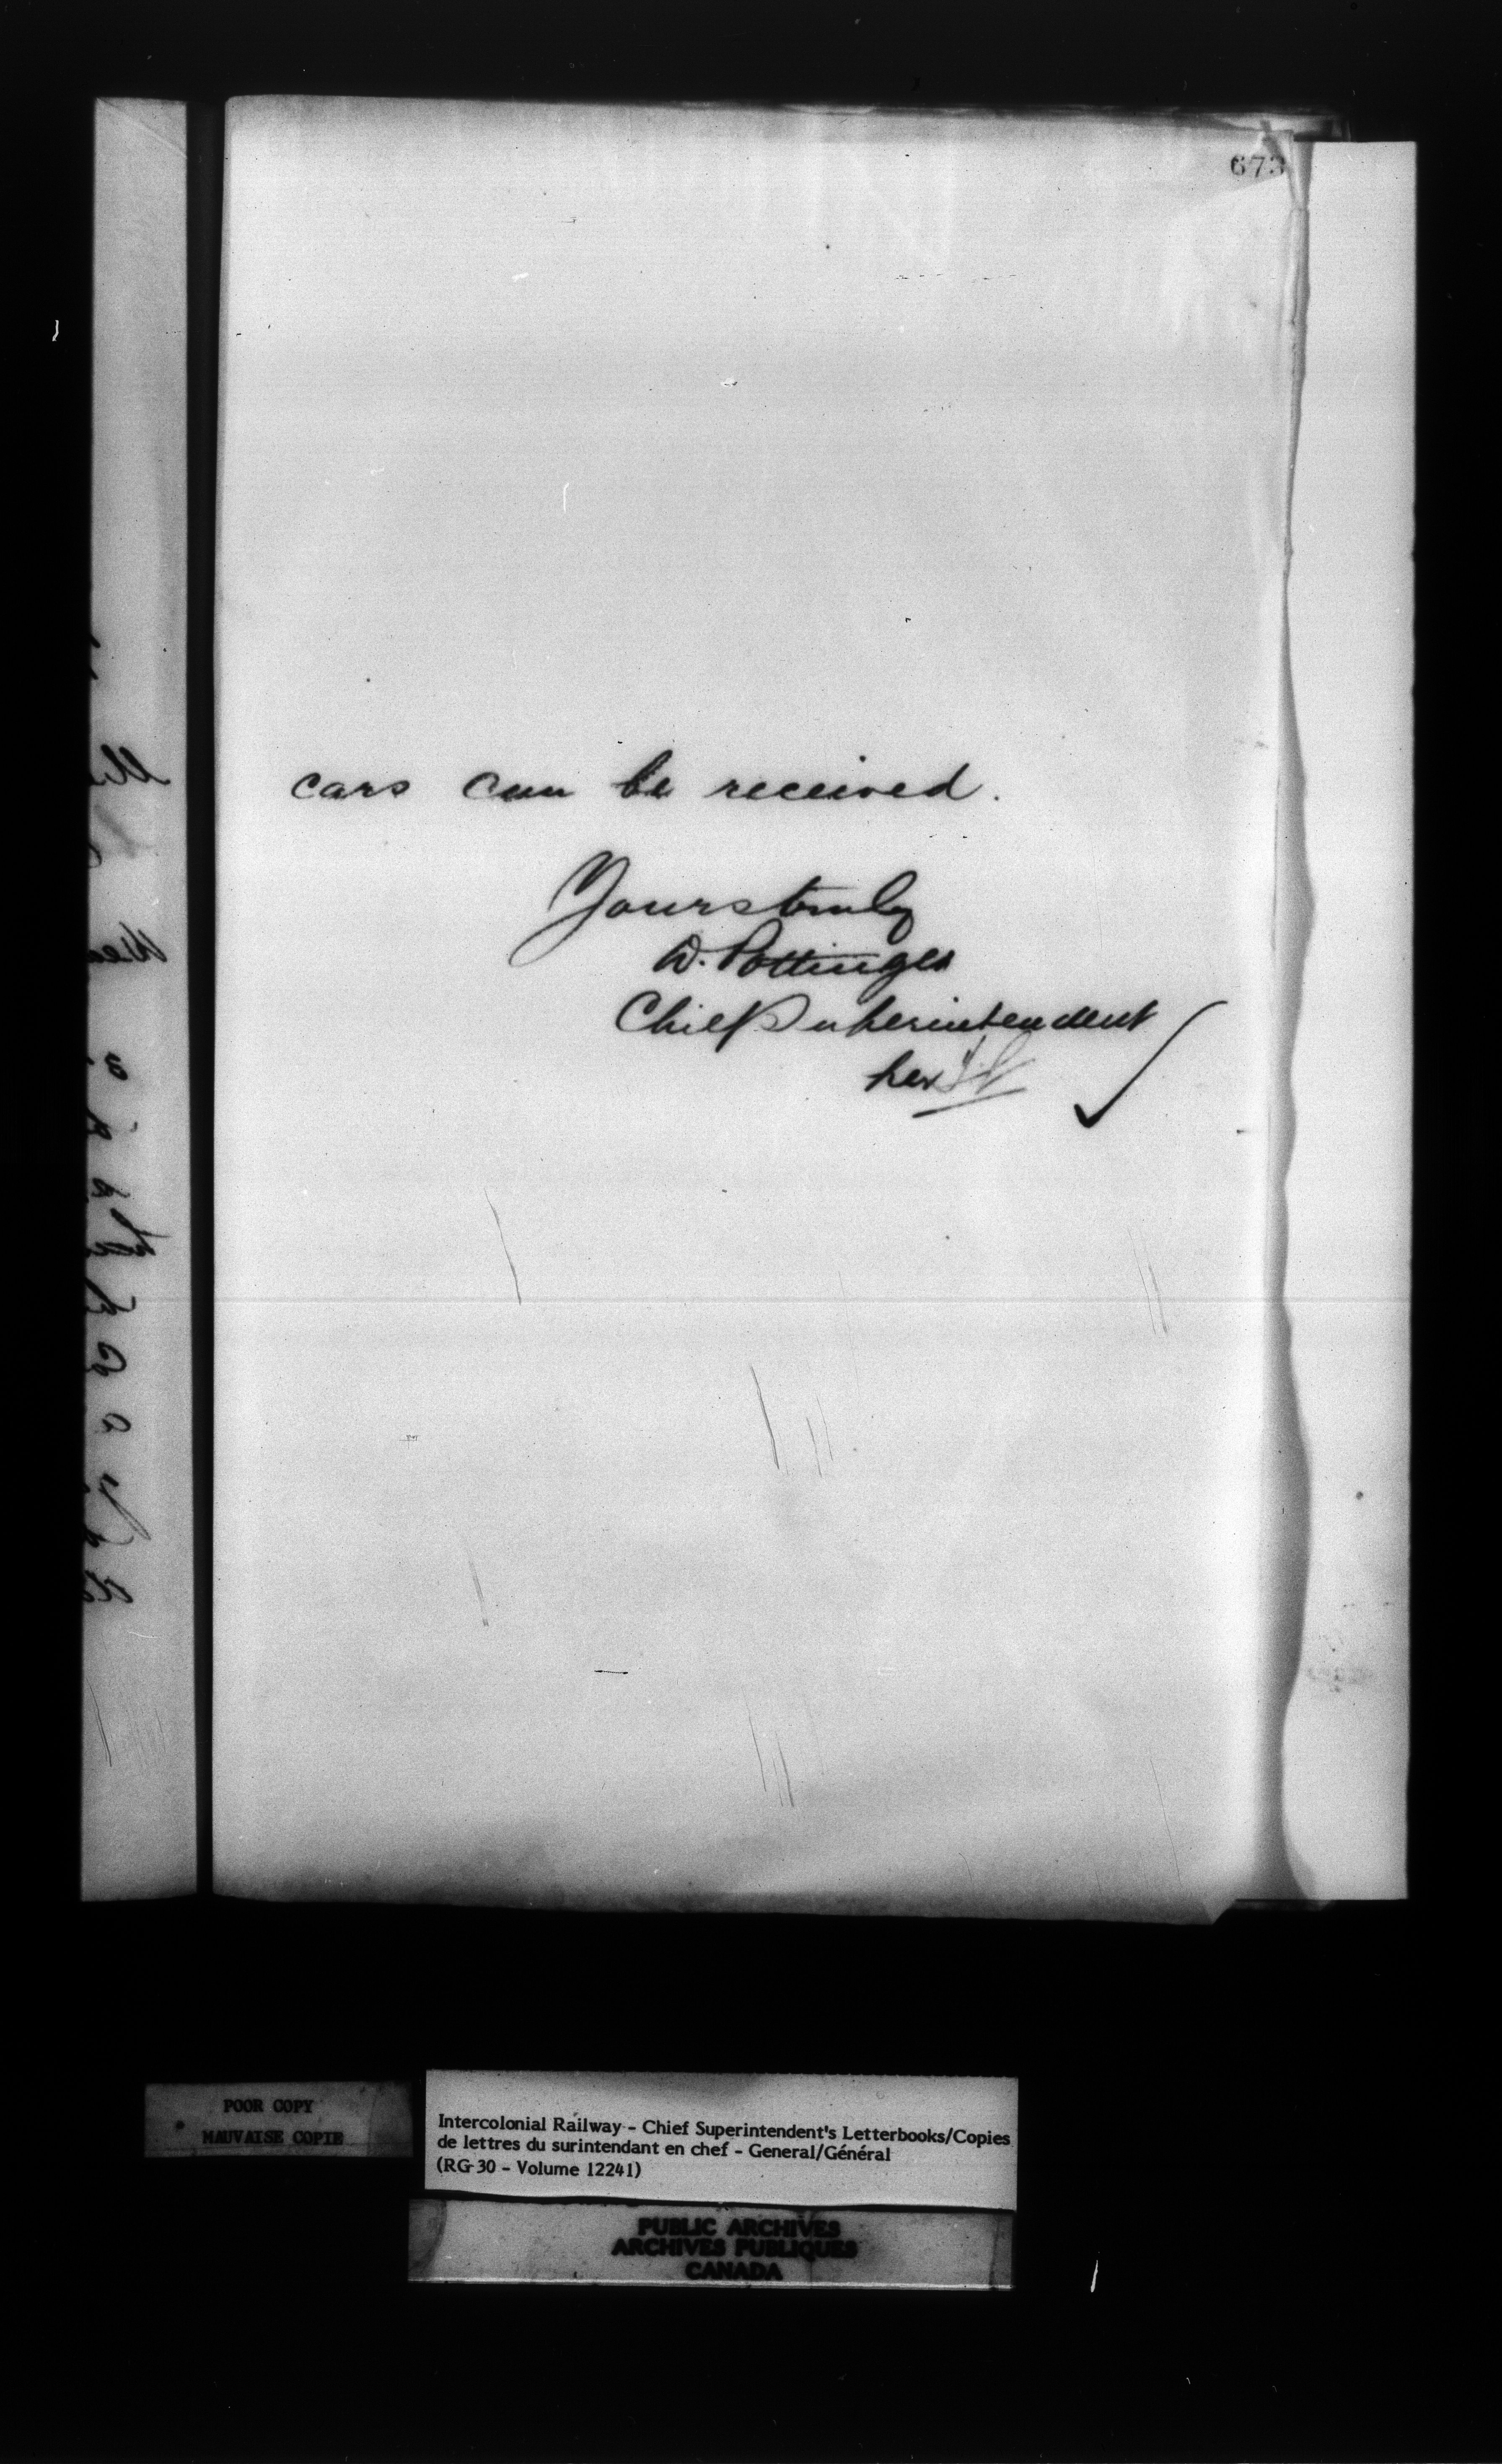 673
cars can be received.
Yours truly
D. Pottinger
Chief Superintendent
per
POOR COPY
MAUVAISE COPIE
Intercolonial Railway - Chief Superintendent's Letterbooks/Copies
de lettres du surintendant en chef - General/Général
(RG 30 - Volume 12241)
PUBLIC ARCHIVES
ARCHIVES PUBLIQUES
CANADA